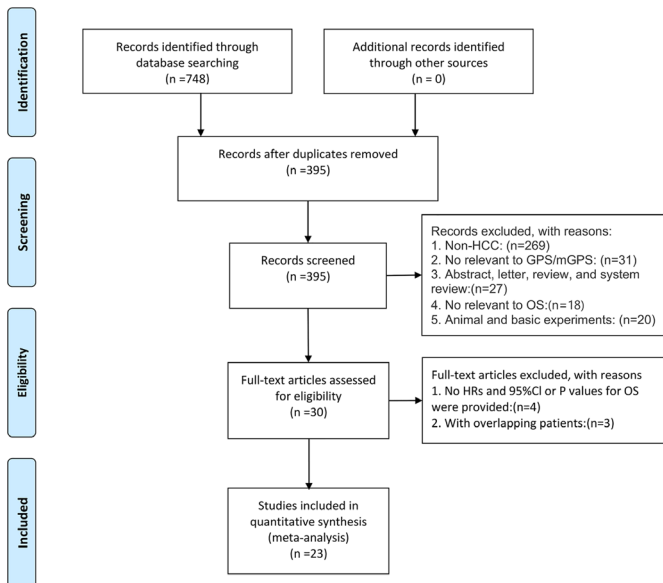 Identification
Records identified through
database searching
(n =748)
Additional records identified
through other sources
(n = 0)
Records after duplicates removed
(n =395)
Screening
Records screened
(n =395)
Records excluded, with reasons:
1. Non-HCC: (n=269)
2. No relevant to GPS/mGPS: (n=31)
3. Abstract, letter, review, and system
review:(n=27)
4. No relevant to OS:(n=18)
5. Animal and basic experiments: (n=20)
Eligibility
Full-text articles assessed
for eligibility
(n =30)
Full-text articles excluded, with reasons
1. No HRs and 95%Cl or P values for OS
were provided:(n=4)
2. With overlapping patients:(n=3)
Included
Studies included in
quantitative synthesis
(meta-analysis)
(n =23)